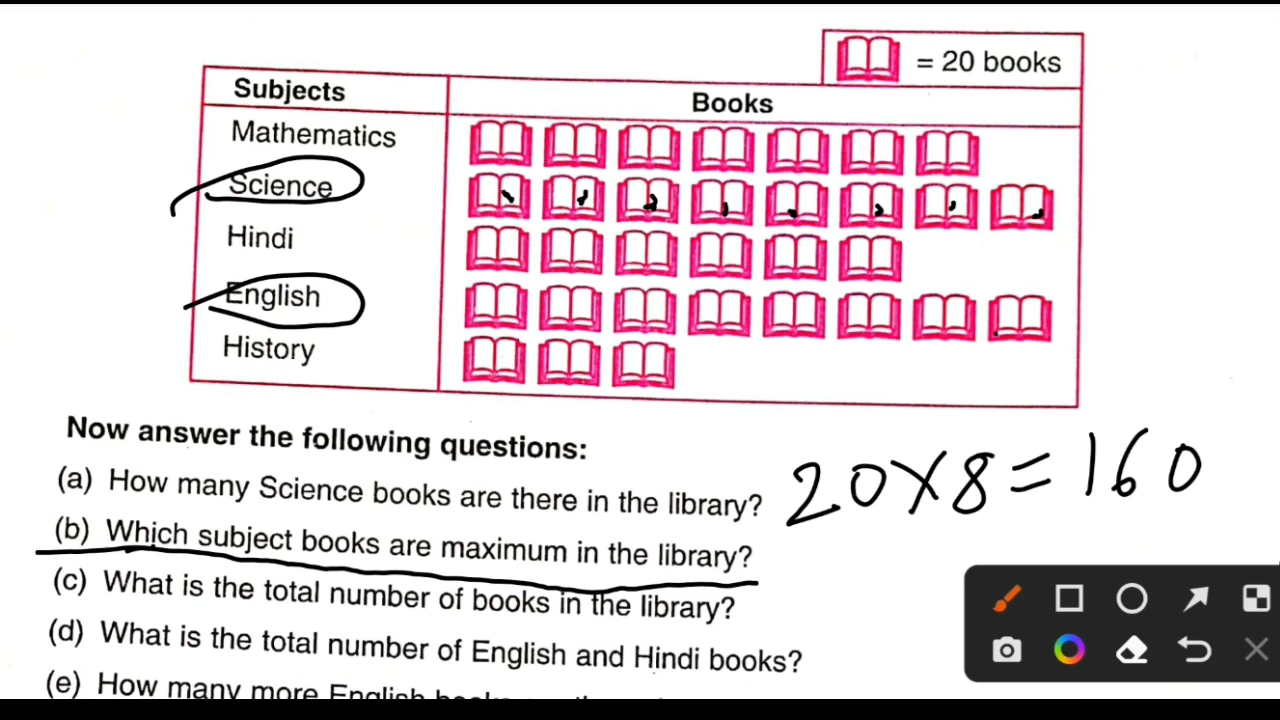 = 20 books
Subjects Books
Mathematics
Science
Hindi
English
History
Now answer the following questions:
(a) How many Science books are there in the library?
20×8=160
(b) Which subject books are maximum in the library?
(c) What is the total number of books in the library?
(d) What is the total number of English and Hindi books?
(e) How many more English